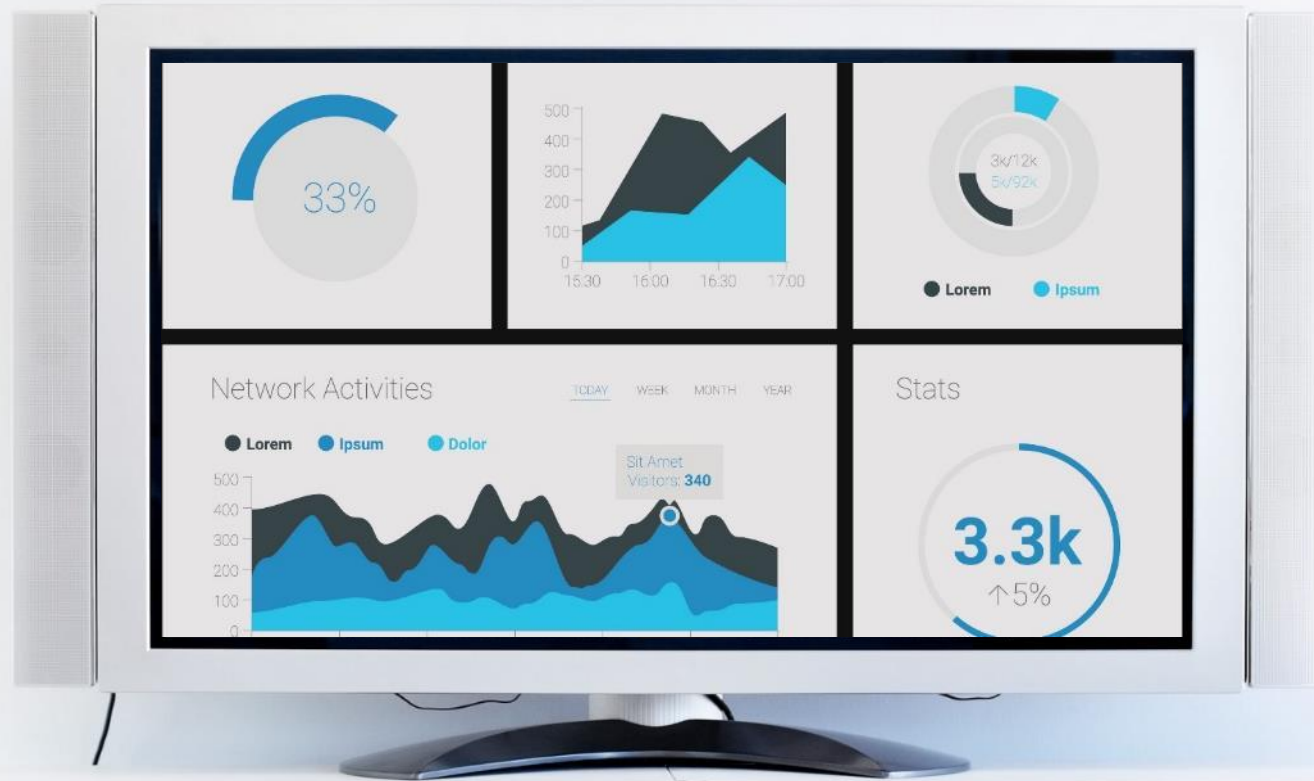 33%
500
400
300
200
100
0
15:30 16:00 16:30 17:00
3k/12k
5k/92k
Lorem Ipsum
Network Activities
TODAY WEEK MONTH YEAR
Lorem Ipsum Dolor
Sit Amet
Visitors: 340
500
400
300
200
100
0
Stats
3.3k
↑5%